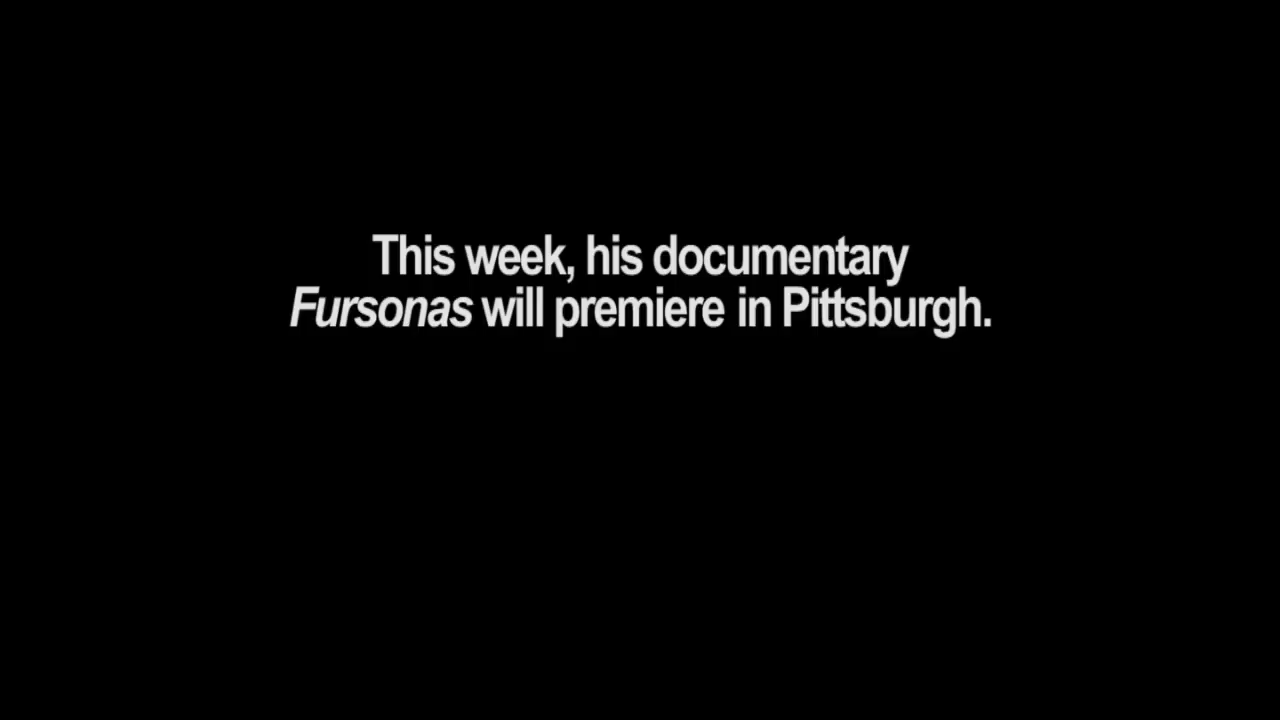 This week, his documentary
Fursonas will premiere in Pittsburgh.